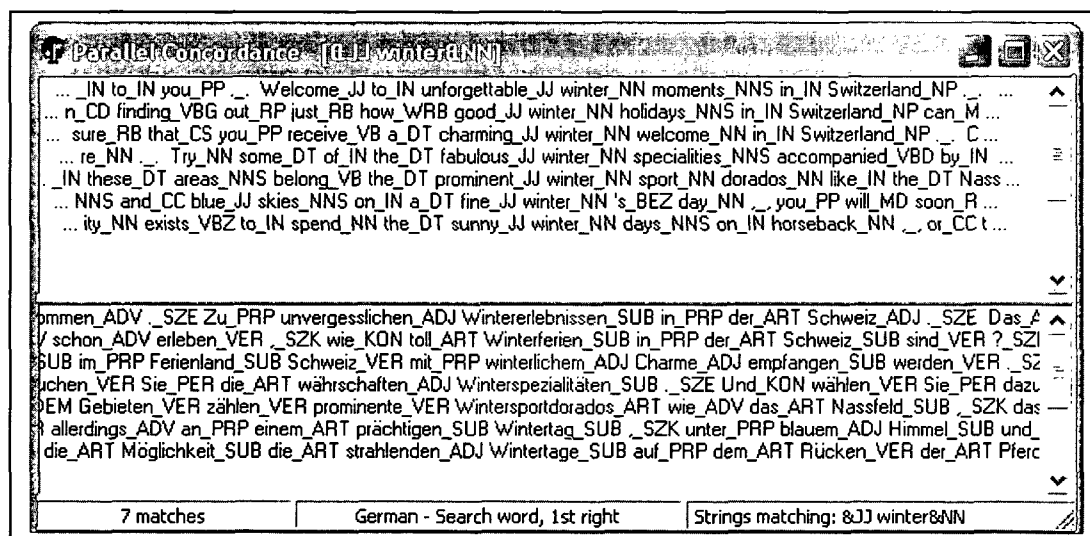 Parallel Concordance - [&JJ winter&NN]
... _IN to_IN you_PP ._. Welcome_JJ to_IN unforgettable_JJ winter_NN moments_NNS in_IN Switzerland_NP ._. ...
... n_CD finding_VBG out_RP just_RB how_WRB good_JJ winter_NN holidays_NNS in_IN Switzerland_NP can_M ...
... sure_RB that_CS you_PP receive_VB a_DT charming_JJ winter_NN welcome_NN in_IN Switzerland_NP ._. C ...
... re_NN ._. Try_NN some_DT of_IN the_DT fabulous_JJ winter_NN specialities_NNS accompanied_VBD by_IN ...
. _IN these_DT areas_NNS belong_VB the_DT prominent_JJ winter_NN sport_NN dorados_NN like_IN the_DT Nass ...
... NNS and_CC blue_JJ skies_NNS on_IN a_DT fine_JJ winter_NN 's_BEZ day_NN ,_, you_PP will_MD soon_R ...
... ity_NN exists_VBZ to_IN spend_NN the_DT sunny_JJ winter_NN days_NNS on_IN horseback_NN ,_, or_CC t ...
ommen_ADV ._SZE Zu_PRP unvergesslichen_ADJ Wintererlebnissen_SUB in_PRP der_ART Schweiz_ADJ ._SZE Das_A
V schon_ADV erleben_VER ,_SZK wie_KON toll_ART Winterferien_SUB in_PRP der_ART Schweiz_SUB sind_VER ?_SZI
SUB im_PRP Ferienland_SUB Schweiz_VER mit_PRP winterlichem_ADJ Charme_ADJ empfangen_SUB werden_VER ._SZ
uchen_VER Sie_PER die_ART währschaften_ADJ Winterspezialitäten_SUB ._SZE Und_KON wählen_VER Sie_PER dazu
DEM Gebieten_VER zählen_VER prominente_VER Wintersportdorados_ART wie_ADV das_ART Nassfeld_SUB ,_SZK das
allerdings_ADV an_PRP einem_ART prächtigen_SUB Wintertag_SUB ,_SZK unter_PRP blauem_ADJ Himmel_SUB und_
die_ART Möglichkeit_SUB die_ART strahlenden_ADJ Wintertage_SUB auf_PRP dem_ART Rücken_VER der_ART Pferd
7 matches German - Search word, 1st right Strings matching: &JJ winter&NN